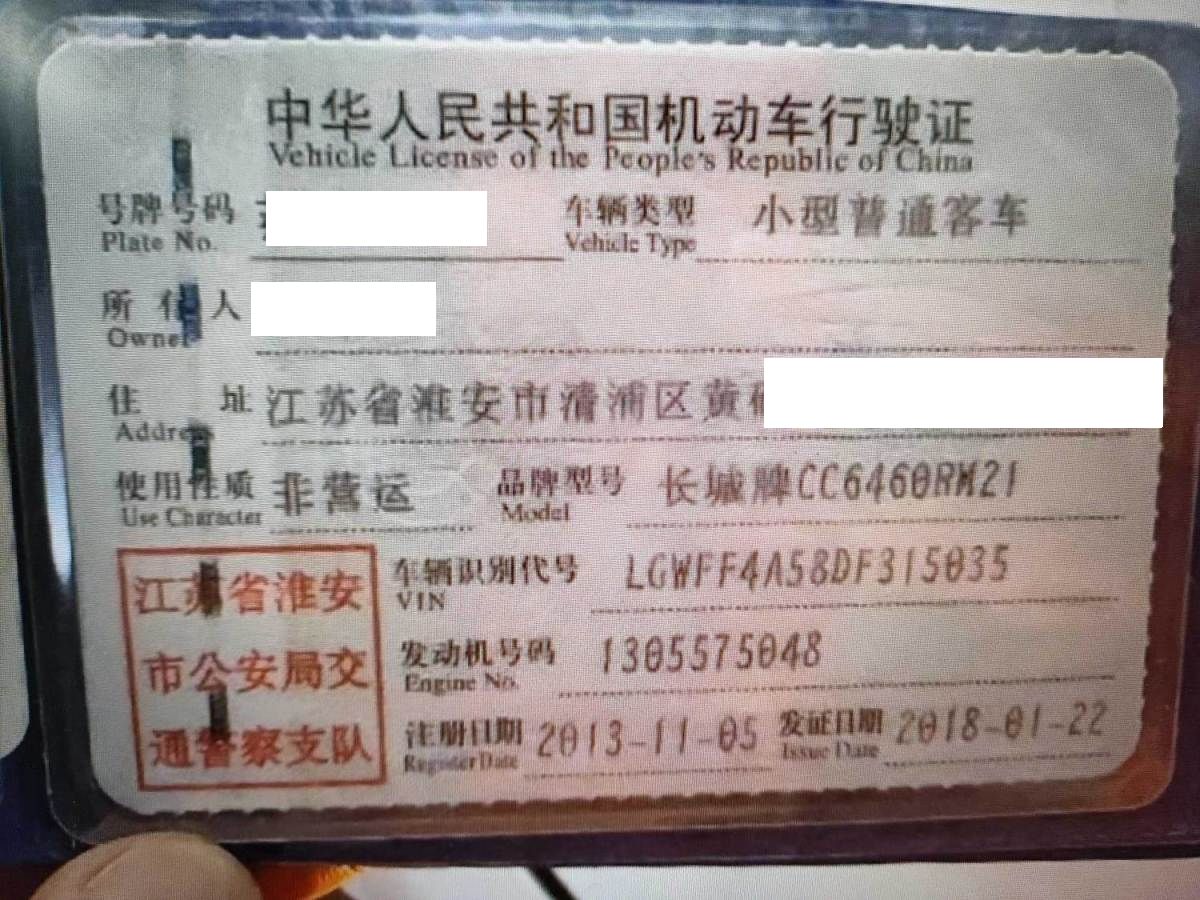 中华人民共和国机动车行驶证
Vehicle License of the People's Republic of China
号牌号码 车辆类型 小型普通客车
Plate No. Vehicle Type
所有人
Owner
住 址 江苏省淮安市清浦区黄
Address
使用性质 非营运 品牌型号 长城牌CC6460RM21
Use Character Model
江苏省淮安
市公安局交
通警察支队
车辆识别代号 LGWFF4A58DF315035
VIN
发动机号码 1305575048
Engine No.
注册日期 2013-11-05 发证日期 2018-01-22
Register Date Issue Date